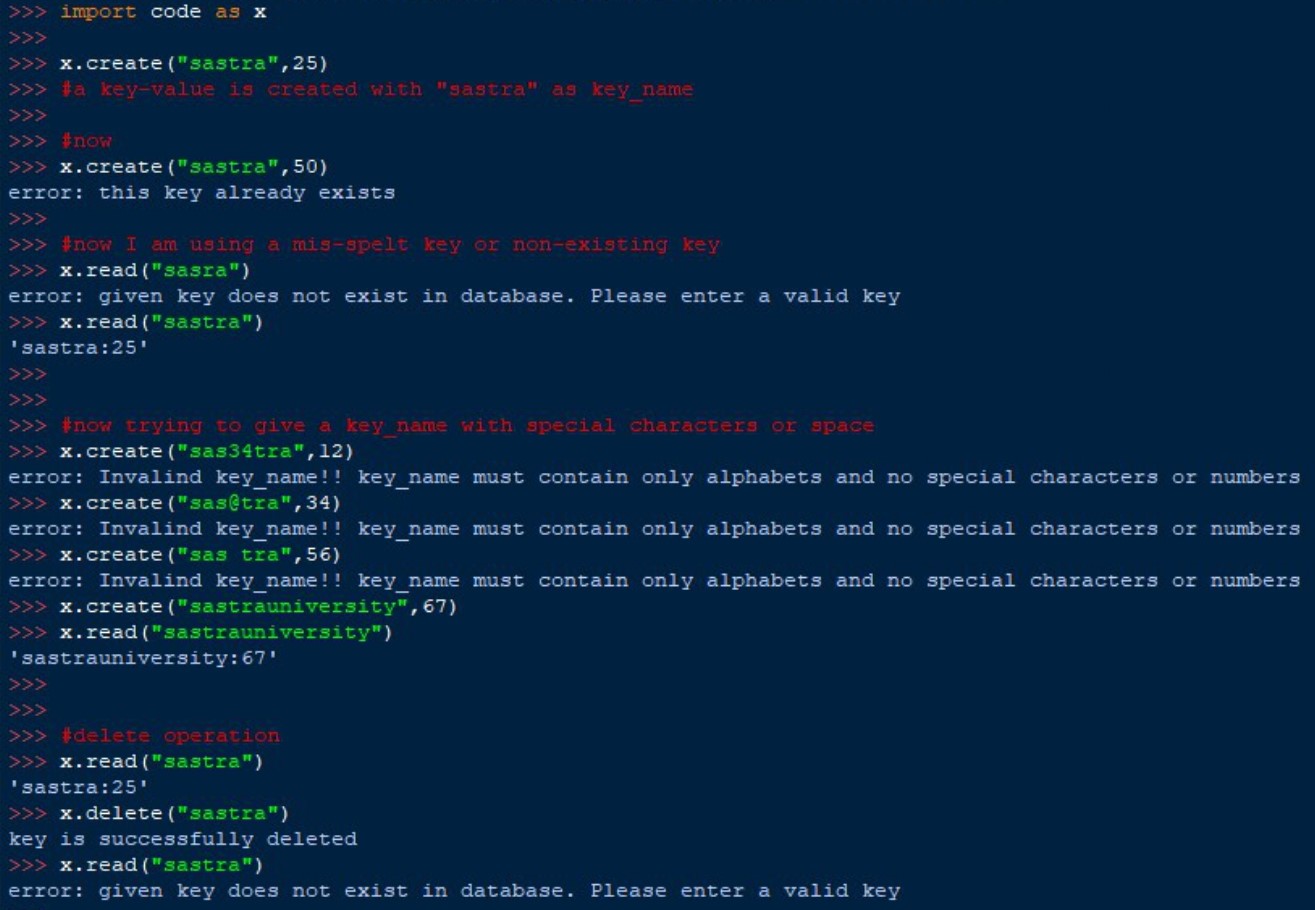 >>> import code as x
>>>
>>> x.create("sastra",25)
>>> #a key-value is created with "sastra" as key_name
>>>
>>> #now
>>> x.create("sastra",50)
error: this key already exists
>>>
>>> #now I am using a mis-spelt key or non-existing key
>>> x.read("sasra")
error: given key does not exist in database. Please enter a valid key
>>> x.read("sastra")
'sastra:25'
>>>
>>>
>>> #now trying to give a key_name with special characters or space
>>> x.create("sas34tra",12)
error: Invalind key_name!! key_name must contain only alphabets and no special characters or numbers
>>> x.create("sas@tra",34)
error: Invalind key_name!! key_name must contain only alphabets and no special characters or numbers
>>> x.create("sas tra",56)
error: Invalind key_name!! key_name must contain only alphabets and no special characters or numbers
>>> x.create("sastrauniversity",67)
>>> x.read("sastrauniversity")
'sastrauniversity:67'
>>>
>>>
>>> #delete operation
>>> x.read("sastra")
'sastra:25'
>>> x.delete("sastra")
key is successfully deleted
>>> x.read("sastra")
error: given key does not exist in database. Please enter a valid key